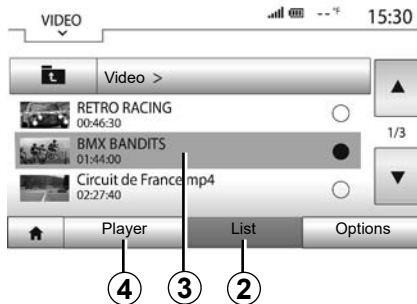 VIDEO --°F 15:30
Video >
RETRO RACING
00:46:30
1/3
BMX BANDITS
01:44:00
Circuit de France mp4
02:27:40
Player List Options
4 3 2